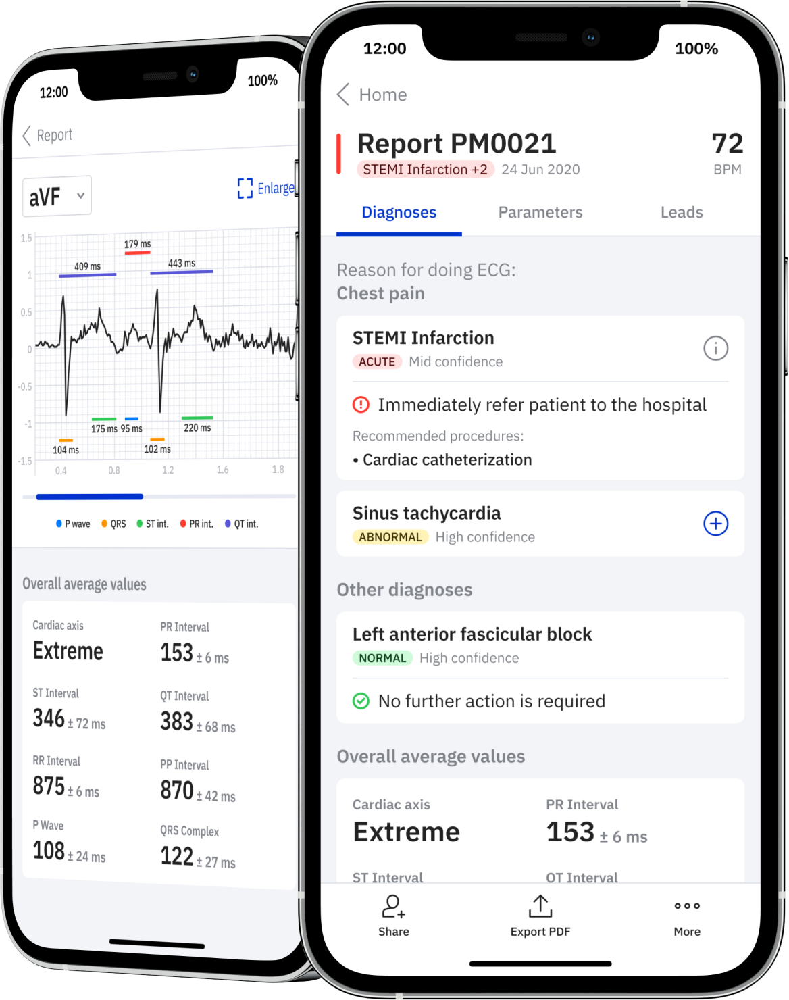 12:00
100%
Report
aVF
Enlarge
1.5
179 ms
409 ms
443 ms
1
0.5
0
-0.5
-1
175 ms
95 ms
220 ms
104 ms
102 ms
-1.5
0.4
0.8
1.2
1.6
1.8
P wave
QRS
ST int.
PR int.
QT int.
Overall average values
Cardiac axis
PR Interval
Extreme
153 ± 6 ms
ST Interval
QT Interval
346 ± 72 ms
383 ± 68 ms
RR Interval
PP Interval
875 ± 6 ms
870 ± 42 ms
P Wave
QRS Complex
108 ± 24 ms
122 ± 27 ms
12:00
100%
Home
Report PM0021
72
STEMI Infarction +2
24 Jun 2020
BPM
Diagnoses
Parameters
Leads
Reason for doing ECG:
Chest pain
STEMI Infarction
ACUTE Mid confidence
Immediately refer patient to the hospital
Recommended procedures:
• Cardiac catheterization
Sinus tachycardia
ABNORMAL High confidence
Other diagnoses
Left anterior fascicular block
NORMAL High confidence
No further action is required
Overall average values
Cardiac axis
PR Interval
Extreme
153 ± 6 ms
ST Interval
QT Interval
Share
Export PDF
More